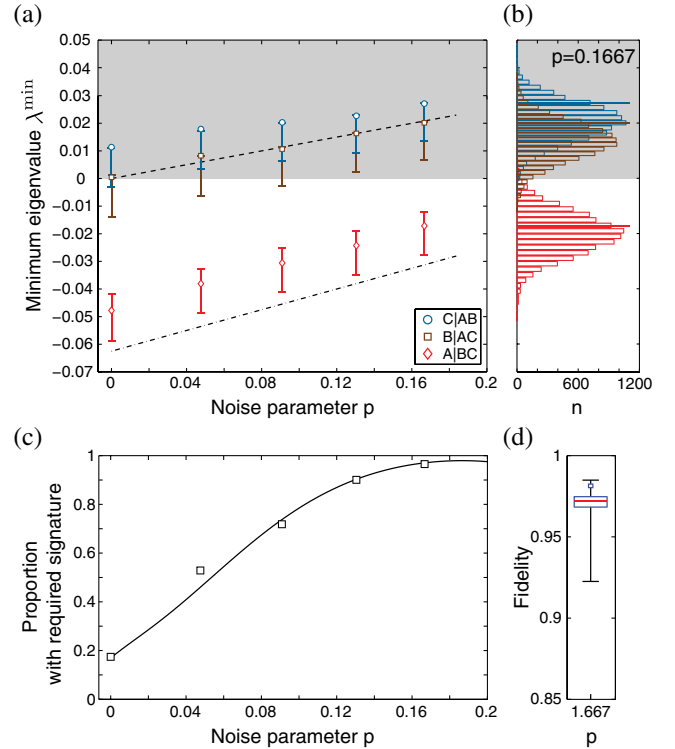 (a)
(b)
0.05
0.04
0.03
0.02
0.01
0
−0.01
−0.02
−0.03
−0.04
−0.05
−0.06
−0.07
Minimum eigenvalue λ^min
0 0.04 0.08 0.12 0.16 0.2
Noise parameter p
C|AB
B|AC
A|BC
p=0.1667
0 600 1200
n
(c)
(d)
1
0.8
0.6
0.4
0.2
0
Proportion
with required signature
0 0.04 0.08 0.12 0.16 0.2
Noise parameter p
1
0.95
0.9
0.85
Fidelity
1.667
p